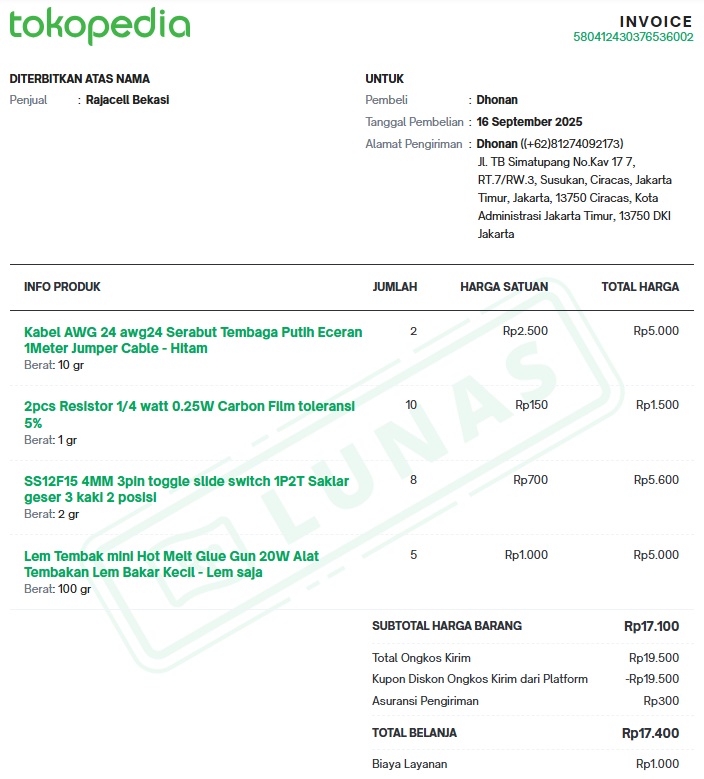 tokopedia
INVOICE
580412430376536002
DITERBITKAN ATAS NAMA
Penjual : Rajacell Bekasi
UNTUK
Pembeli : Dhonan
Tanggal Pembelian : 16 September 2025
Alamat Pengiriman : Dhonan ((+62)81274092173)
Jl. TB Simatupang No.Kav 17 7,
RT.7/RW.3, Susukan, Ciracas, Jakarta
Timur, Jakarta, 13750 Ciracas, Kota
Administrasi Jakarta Timur, 13750 DKI
Jakarta
INFO PRODUK JUMLAH HARGA SATUAN TOTAL HARGA
Kabel AWG 24 awg24 Serabut Tembaga Putih Eceran 2 Rp2.500 Rp5.000
1Meter Jumper Cable - Hitam
Berat: 10 gr
2pcs Resistor 1/4 watt 0.25W Carbon Film toleransi 10 Rp150 Rp1.500
5%
Berat: 1 gr
SS12F15 4MM 3pin toggle slide switch 1P2T Saklar 8 Rp700 Rp5.600
geser 3 kaki 2 posisi
Berat: 2 gr
Lem Tembak mini Hot Melt Glue Gun 20W Alat 5 Rp1.000 Rp5.000
Tembakan Lem Bakar Kecil - Lem saja
Berat: 100 gr
LUNAS
SUBTOTAL HARGA BARANG Rp17.100
Total Ongkos Kirim Rp19.500
Kupon Diskon Ongkos Kirim dari Platform -Rp19.500
Asuransi Pengiriman Rp300
TOTAL BELANJA Rp17.400
Biaya Layanan Rp1.000